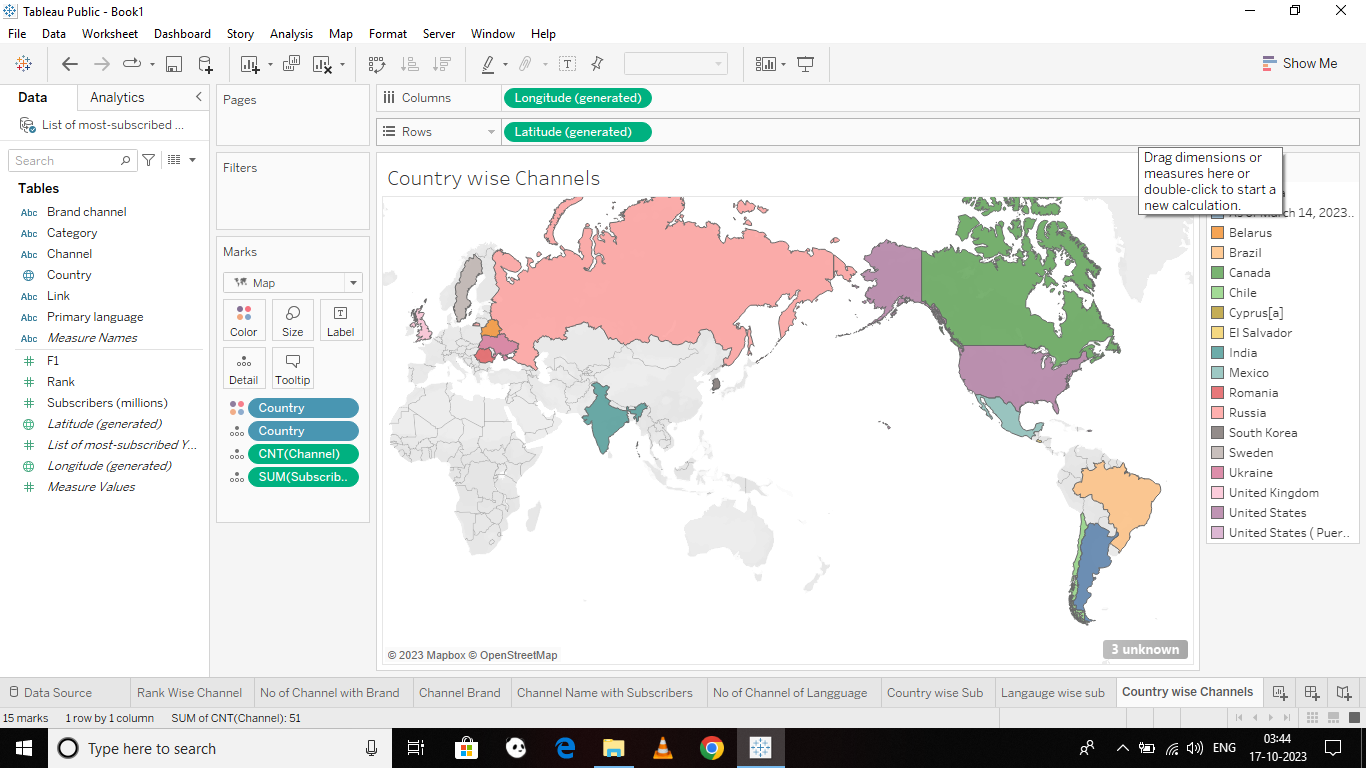 Tableau Public - Book1
File Data Worksheet Dashboard Story Analysis Map Format Server Window Help
Show Me
Data Analytics
List of most-subscribed ...
Search
Tables
Abc Brand channel
Abc Category
Abc Channel
Country
Abc Link
Abc Primary language
Abc Measure Names
F1
Rank
Subscribers (millions)
Latitude (generated)
List of most-subscribed Y...
Longitude (generated)
Measure Values
Pages
Filters
Marks
Map
Color Size Label
Detail Tooltip
Country
Country
CNT(Channel)
SUM(Subscrib..
Columns Longitude (generated)
Rows Latitude (generated)
Country wise Channels
© 2023 Mapbox © OpenStreetMap
3 unknown
Drag dimensions or
measures here or
double-click to start a
new calculation.
As of March 14, 2023..
Belarus
Brazil
Canada
Chile
Cyprus[a]
El Salvador
India
Mexico
Romania
Russia
South Korea
Sweden
Ukraine
United Kingdom
United States
United States ( Puer..
Data Source Rank Wise Channel No of Channel with Brand Channel Brand Channel Name with Subscribers No of Channel of Langguage Country wise Sub Langauge wise sub Country wise Channels
15 marks 1 row by 1 column SUM of CNT(Channel): 51
Type here to search
ENG
03:44
17-10-2023